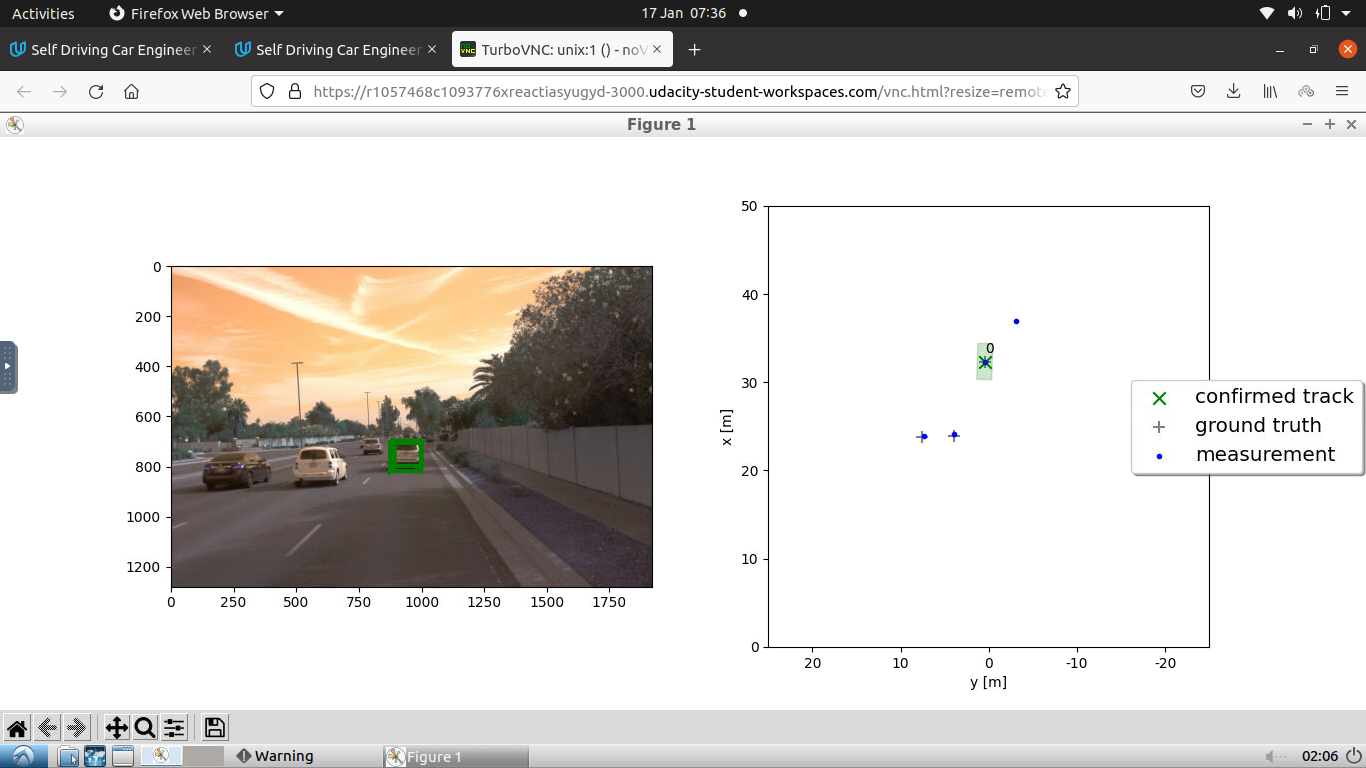 Activities
Firefox Web Browser
17 Jan 07:36
Self Driving Car Engineer
Self Driving Car Engineer
TurboVNC: unix:1 () - noV
https://r1057468c1093776xreactiasyugyd-3000.udacity-student-workspaces.com/vnc.html?resize=remote
Figure 1
0
200
400
600
800
1000
1200
0
250
500
750
1000
1250
1500
1750
50
40
30
20
10
0
x [m]
20
10
0
-10
-20
y [m]
0
confirmed track
ground truth
measurement
Warning
Figure 1
02:06